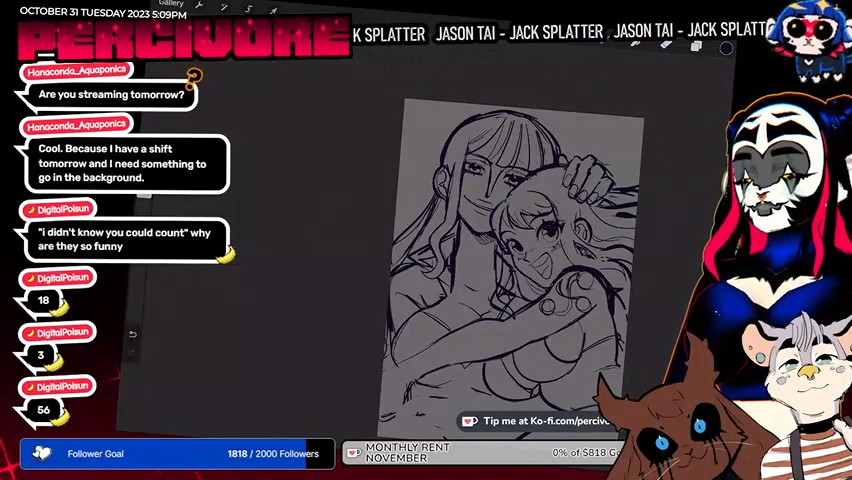 Gallery
OCTOBER 31 TUESDAY 2023 5:09PM
PERCIVORE
K SPLATTER JASON TAI - JACK SPLATTER , JASON TAI - JACK SPLATT
Hanaconda_Aquaponics
Are you streaming tomorrow?
Hanaconda_Aquaponics
Cool. Because I have a shift
tomorrow and I need something to
go in the background.
DigitalPoisun
"i didn't know you could count" why
are they so funny
DigitalPoisun
18
DigitalPoisun
3
DigitalPoisun
56
Tip me at Ko-fi.com/perciv
Follower Goal
1818 / 2000 Followers
MONTHLY RENT
NOVEMBER
0% of $818 Go